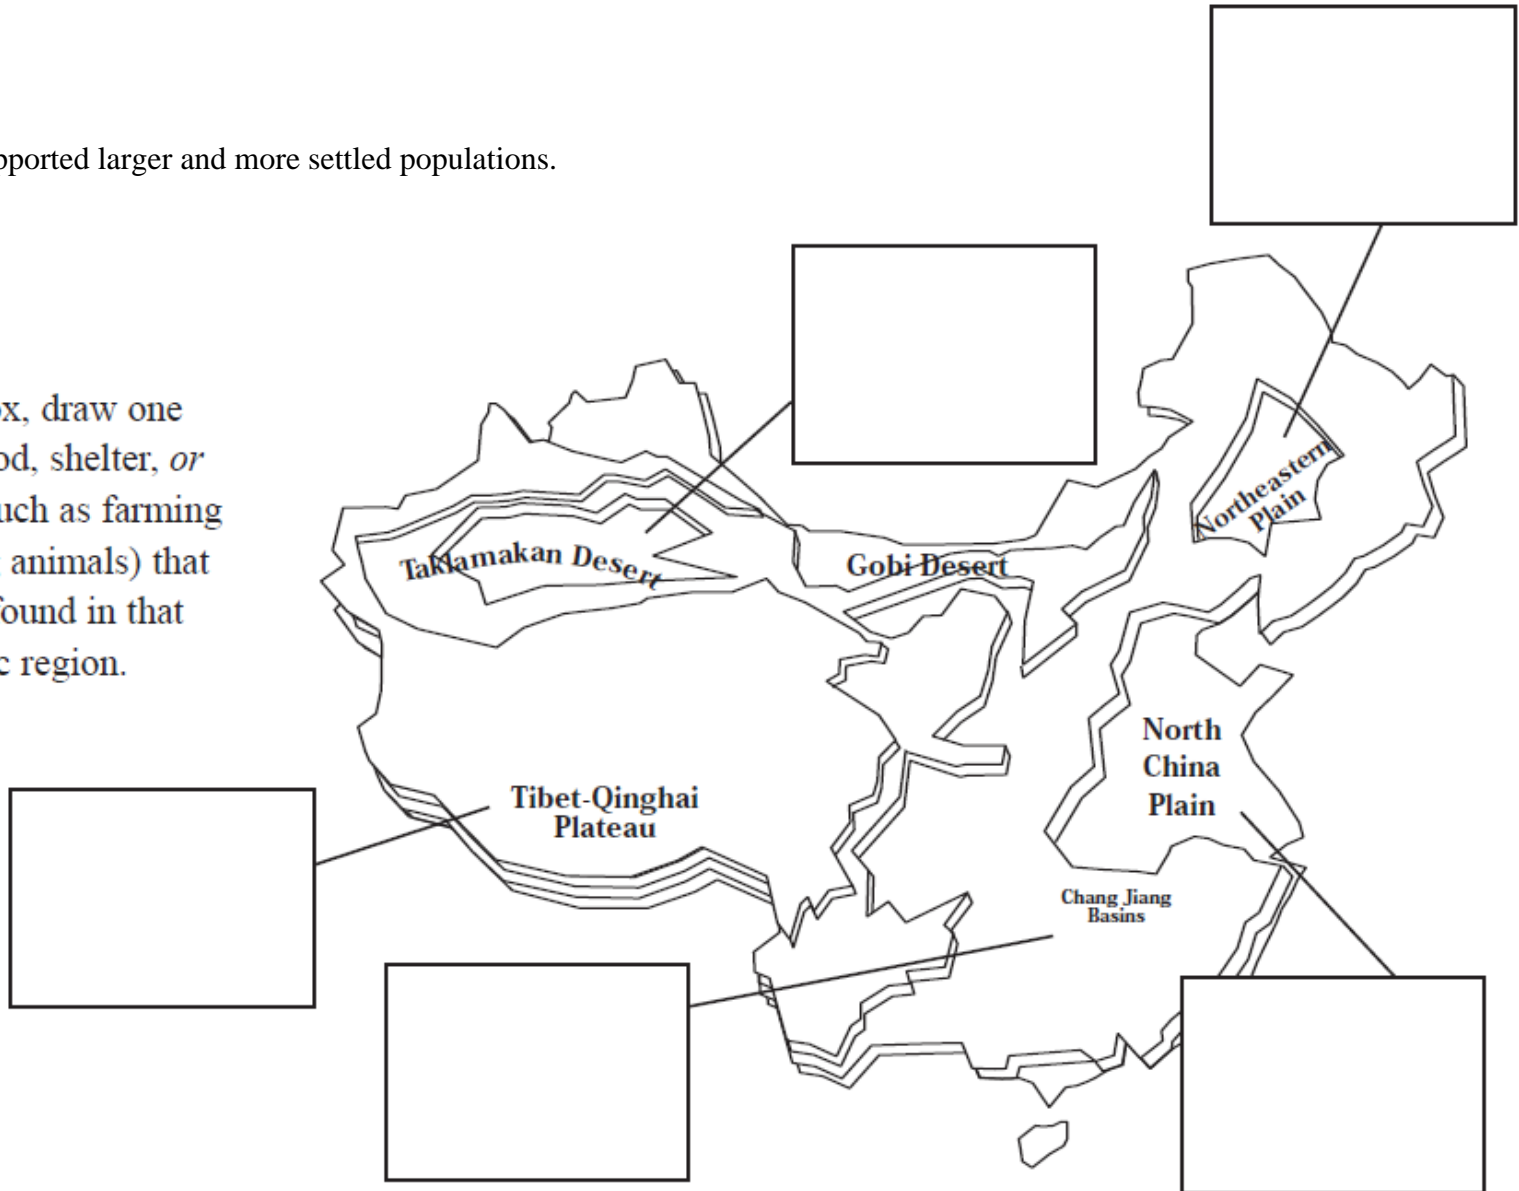 pported larger and more settled populations.
x, draw one
od, shelter, or
uch as farming
animals) that
found in that
c region.
Taklamakan Desert
Gobi Desert
Northeastern
Plain
North
China
Plain
Tibet-Qinghai
Plateau
Chang Jiang
Basins